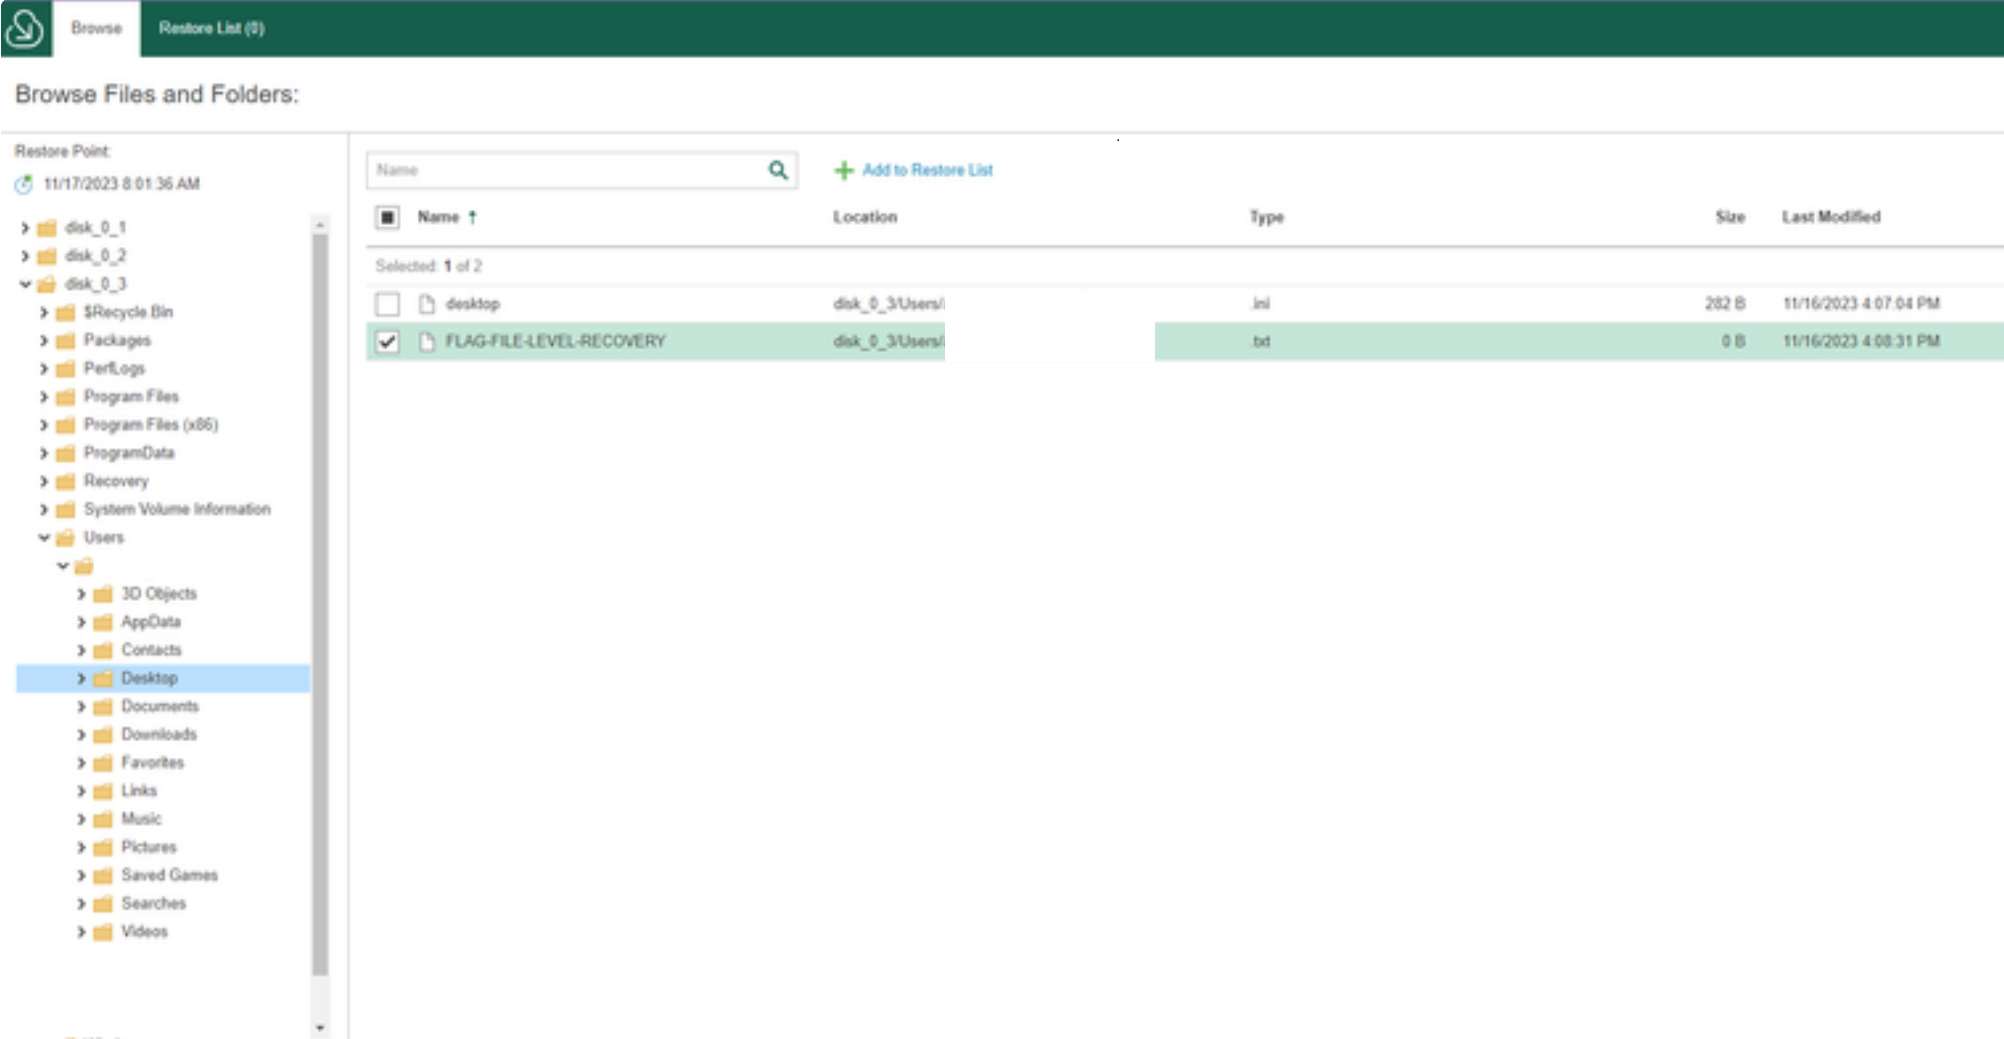 Browse
Restore List (0)
Browse Files and Folders:
Restore Point:
11/17/2023 8:01:36 AM
disk_0_1
disk_0_2
disk_0_3
$Recycle.Bin
Packages
PerfLogs
Program Files
Program Files (x86)
ProgramData
Recovery
System Volume Information
Users
3D Objects
AppData
Contacts
Desktop
Documents
Downloads
Favorites
Links
Music
Pictures
Saved Games
Searches
Videos
Name
Add to Restore List
Name Location Type Size Last Modified
Selected: 1 of 2
desktop disk_0_3/Users/ .ini 282 B 11/16/2023 4:07:04 PM
FLAG-FILE-LEVEL-RECOVERY disk_0_3/Users/ .txt 0 B 11/16/2023 4:08:31 PM